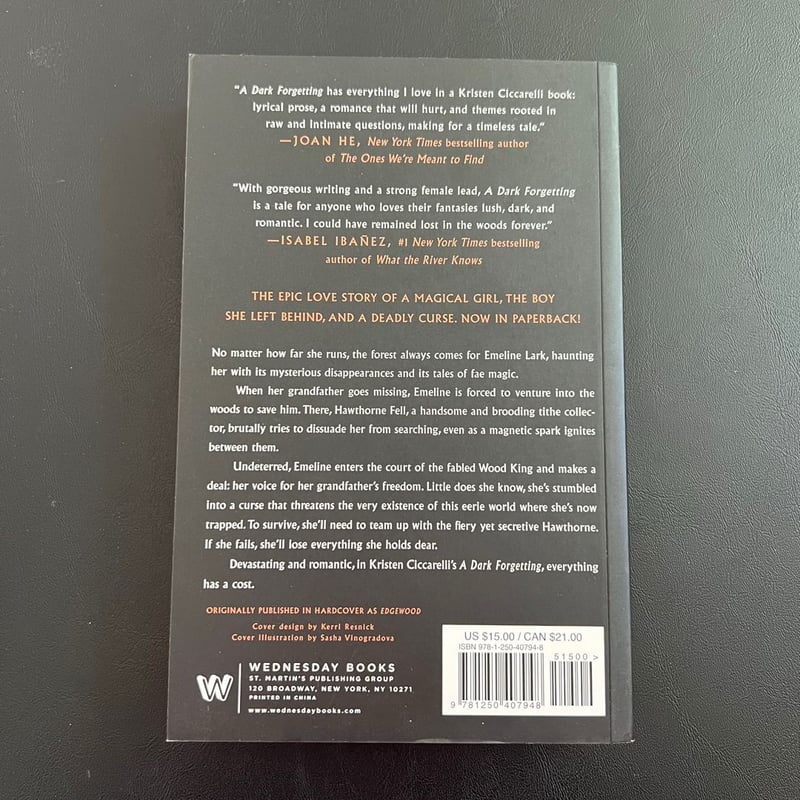 "A Dark Forgetting has everything I love in a Kristen Ciccarelli book:
lyrical prose, a romance that will hurt, and themes rooted in
raw and intimate questions, making for a timeless tale."
—JOAN HE, New York Times bestselling author
of The Ones We're Meant to Find
"With gorgeous writing and a strong female lead, A Dark Forgetting
is a tale for anyone who loves their fantasies lush, dark, and
romantic. I could have remained lost in the woods forever."
—ISABEL IBAÑEZ, #1 New York Times bestselling
author of What the River Knows
THE EPIC LOVE STORY OF A MAGICAL GIRL, THE BOY
SHE LEFT BEHIND, AND A DEADLY CURSE. NOW IN PAPERBACK!
No matter how far she runs, the forest always comes for Emeline Lark, haunting
her with its mysterious disappearances and its tales of fae magic.
When her grandfather goes missing, Emeline is forced to venture into the
woods to save him. There, Hawthorne Fell, a handsome and brooding tithe collec-
tor, brutally tries to dissuade her from searching, even as a magnetic spark ignites
between them.
Undeterred, Emeline enters the court of the fabled Wood King and makes a
deal: her voice for her grandfather's freedom. Little does she know, she's stumbled
into a curse that threatens the very existence of this eerie world where she's now
trapped. To survive, she'll need to team up with the fiery yet secretive Hawthorne.
If she fails, she'll lose everything she holds dear.
Devastating and romantic, in Kristen Ciccarelli's A Dark Forgetting, everything
has a cost.
ORIGINALLY PUBLISHED IN HARDCOVER AS EDGEWOOD
Cover design by Kerri Resnick
Cover illustration by Sasha Vinogradova
W
WEDNESDAY BOOKS
ST. MARTIN'S PUBLISHING GROUP
120 BROADWAY, NEW YORK, NY 10271
PRINTED IN CHINA
www.wednesdaybooks.com
US $15.00 / CAN $21.00
ISBN 978-1-250-40794-8
51500 >
9 781250 407948